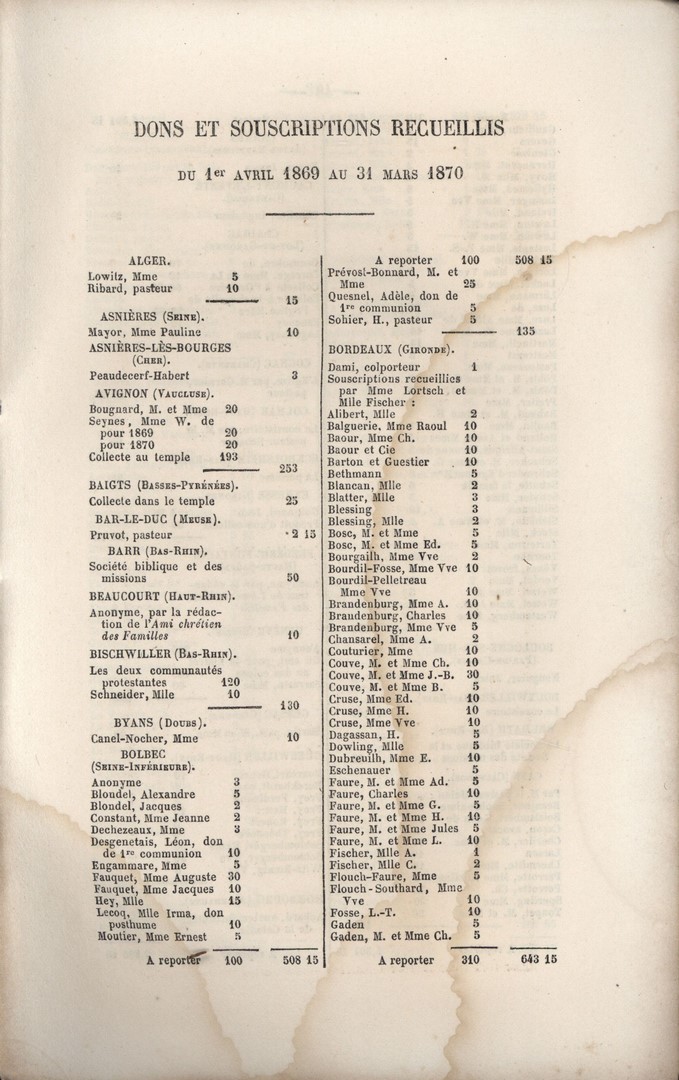 DONS ET SOUSCRIPTIONS RECUEILLIS
DU 1er AVRIL 1869 AU 31 MARS 1870
ALGER.
Lowitz, Mme 5
Ribard, pasteur 10
15
ASNIÈRES (Seine).
Mayor, Mme Pauline 10
ASNIÈRES-LÈS-BOURGES
(Cher).
Peaudecerf-Habert 3
AVIGNON (Vaucluse).
Bougnard, M. et Mme 20
Seynes, Mme W. de
pour 1869 20
pour 1870 20
Collecte au temple 193
253
BAIGTS (Basses-Pyrénées).
Collecte dans le temple 25
BAR-LE-DUC (Meuse).
Pruvot, pasteur 2 15
BARR (Bas-Rhin).
Société biblique et des
missions 50
BEAUCOURT (Haut-Rhin).
Anonyme, par la rédac-
tion de l'Ami chrétien
des Familles 10
BISCHWILLER (Bas-Rhin).
Les deux communautés
protestantes 120
Schneider, Mlle 10
130
BYANS (Doubs).
Canel-Nocher, Mme 10
BOLBEC
(Seine-Inférieure).
Anonyme 3
Blondel, Alexandre 5
Blondel, Jacques 2
Constant, Mme Jeanne 2
Dechezeaux, Mme 3
Desgenetais, Léon, don
de 1re communion 10
Engammare, Mme 5
Fauquet, Mme Auguste 30
Fauquet, Mme Jacques 10
Hey, Mlle 15
Lecoq, Mlle Irma, don
posthume 10
Moutier, Mme Ernest 5
A reporter 100 508 15
A reporter 100 508 15
Prévost-Bonnard, M. et
Mme 25
Quesnel, Adèle, don de
1re communion 5
Sohier, H., pasteur 5
135
BORDEAUX (Gironde).
Dami, colporteur 1
Souscriptions recueillies
par Mme Lortsch et
Mlle Fischer :
Alibert, Mlle 2
Balguerie, Mme Raoul 10
Baour, Mme Ch. 10
Baour et Cie 10
Barton et Guestier 10
Bethmann 5
Blancan, Mlle 2
Blatter, Mlle 3
Blessing 3
Blessing, Mlle 2
Bosc, M. et Mme 5
Bosc, M. et Mme Ed. 5
Bourgailh, Mme Vve 2
Bourdil-Fosse, Mme Vve 10
Bourdil-Pelletreau
Mme Vve 10
Brandenburg, Mme A. 10
Brandenburg, Charles 10
Brandenburg, Mme Vve 5
Chansarel, Mme A. 2
Couturier, Mme 10
Couve, M. et Mme Ch. 10
Couve, M. et Mme J.-B. 30
Couve, M. et Mme B. 5
Cruse, Mme Ed. 10
Cruse, Mme H. 10
Cruse, Mme Vve 10
Dagassan, H. 5
Dowling, Mlle 5
Dubreuilh, Mme E. 10
Eschenauer 5
Faure, M. et Mme Ad. 5
Faure, Charles 10
Faure, M. et Mme G. 5
Faure, M. et Mme H. 10
Faure, M. et Mme Jules 5
Faure, M. et Mme L. 10
Fischer, Mlle A. 1
Fischer, Mlle C. 2
Flouch-Faure, Mme 5
Flouch-Southard, Mme
Vve 10
Fosse, L.-T. 10
Gaden 5
Gaden, M. et Mme Ch. 5
A reporter 310 643 15